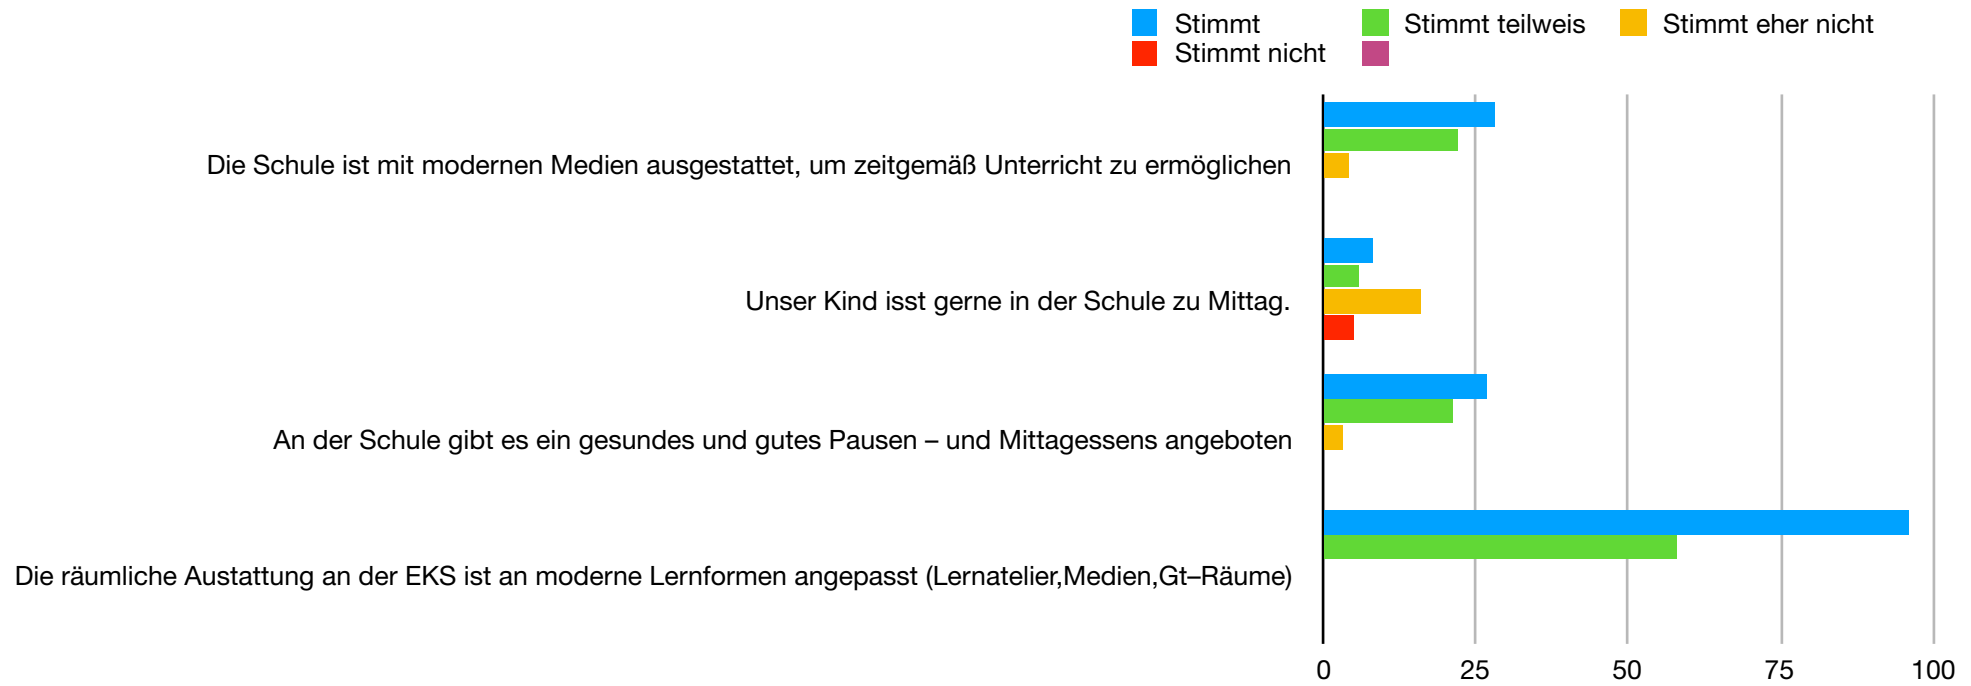 Stimmt Stimmt teilweis Stimmt eher nicht
Stimmt nicht
Die Schule ist mit modernen Medien ausgestattet, um zeitgemäß Unterricht zu ermöglichen
Unser Kind isst gerne in der Schule zu Mittag.
An der Schule gibt es ein gesundes und gutes Pausen – und Mittagessens angeboten
Die räumliche Austattung an der EKS ist an moderne Lernformen angepasst (Lernatelier,Medien,Gt–Räume)
0 25 50 75 100